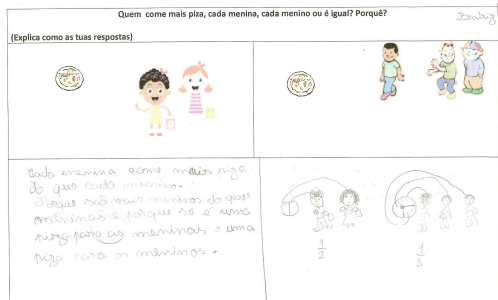 Quem come mais piza, cada menina, cada menino ou é igual? Porquê?
Beatriz
(Explica como as tuas respostas)
Cada menina come mais piza
do que cada menino.
Porque são mais meninos do que
meninas e porque só é uma
piza para as meninas e uma
piza para os meninos.
1/2
1/3